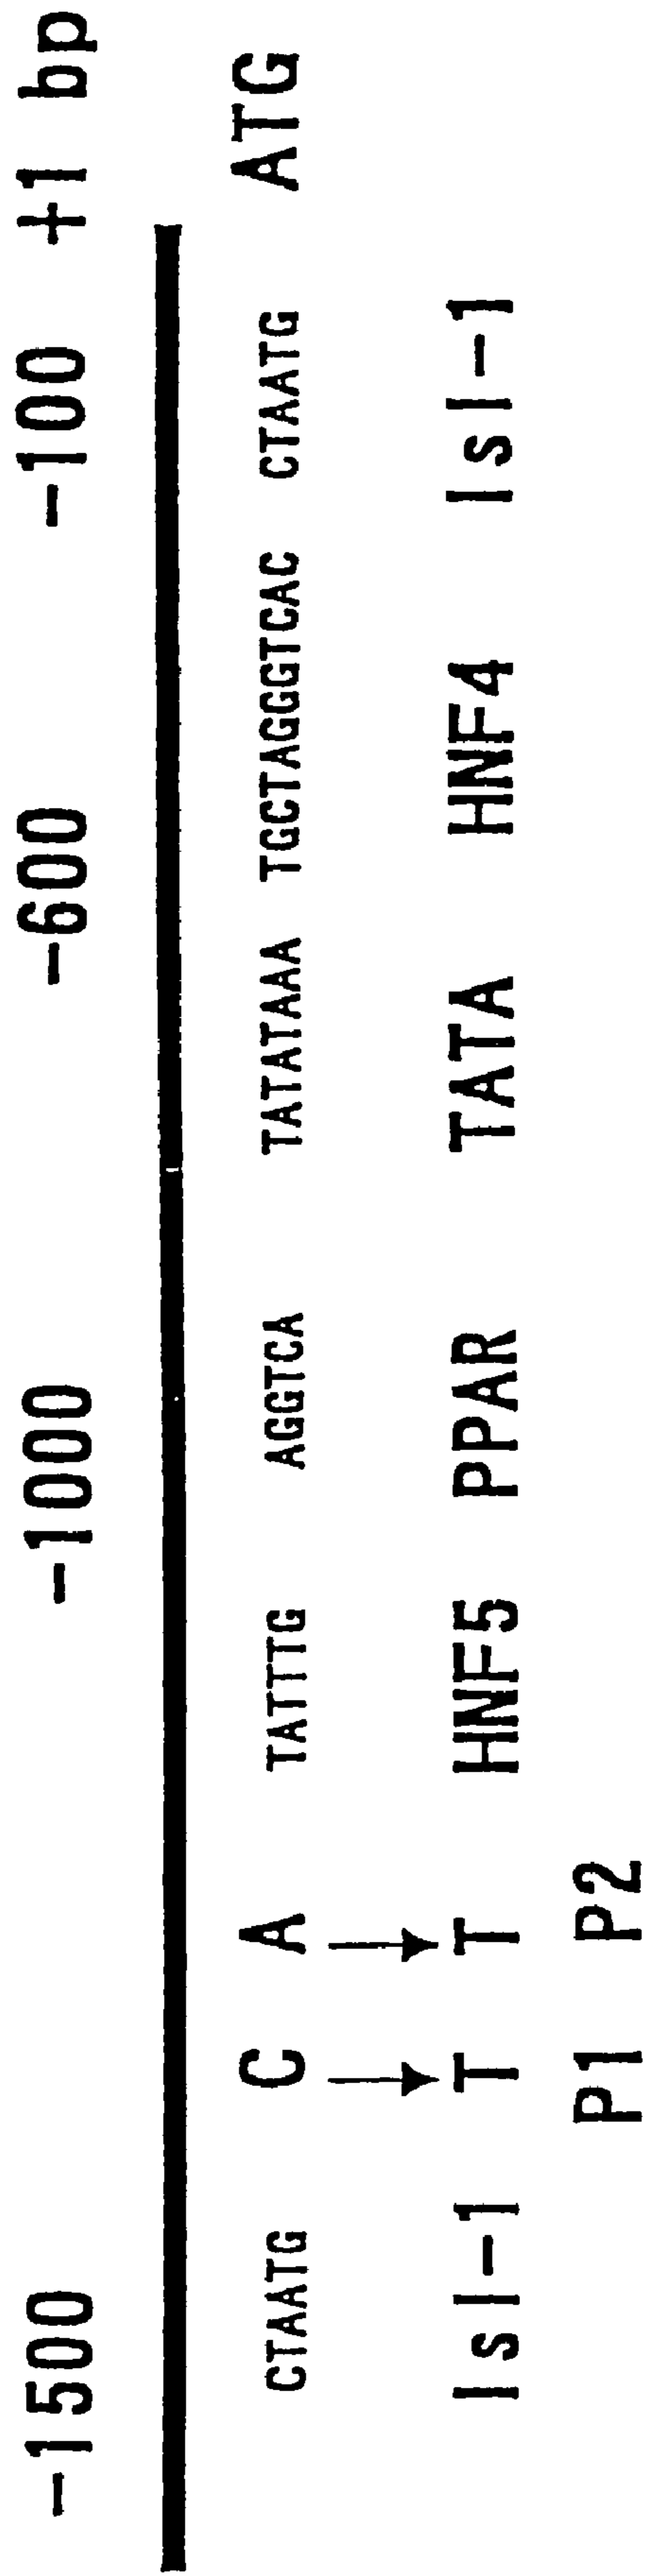 -1500 -1000 -600 -100 +1 bp
CTAATG C A TATTTG AGGTCA TATATAAA TGCTAGGGTCAC CTAATG ATG
Isl-1 T T HNF5 PPAR TATA HNF4 Isl-1
P1 P2